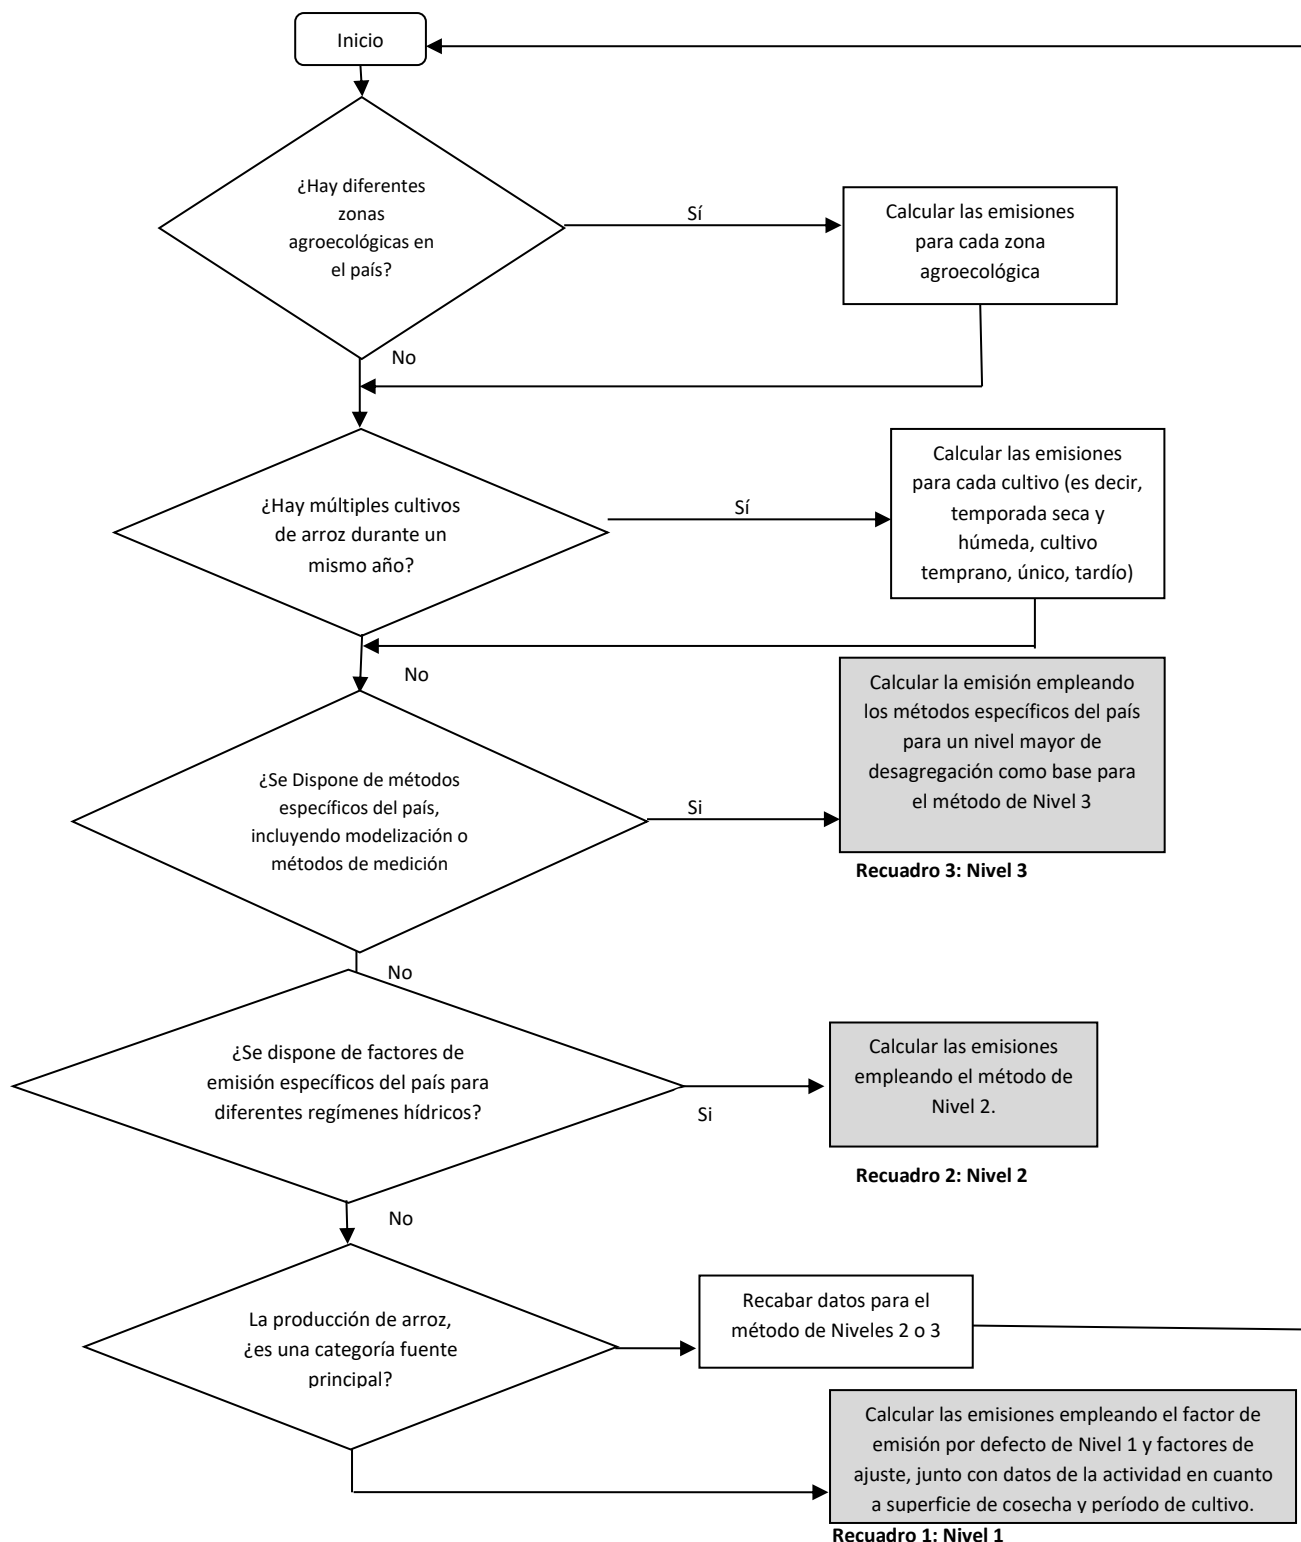 Inicio
¿Hay diferentes
zonas
agroecológicas en
el país?
Sí
Calcular las emisiones
para cada zona
agroecológica
No
¿Hay múltiples cultivos
de arroz durante un
mismo año?
Sí
Calcular las emisiones
para cada cultivo (es decir,
temporada seca y
húmeda, cultivo
temprano, único, tardío)
No
¿Se Dispone de métodos
específicos del país,
incluyendo modelización o
métodos de medición
Si
Calcular la emisión empleando
los métodos específicos del país
para un nivel mayor de
desagregación como base para
el método de Nivel 3
Recuadro 3: Nivel 3
No
¿Se dispone de factores de
emisión específicos del país para
diferentes regímenes hídricos?
Si
Calcular las emisiones
empleando el método de
Nivel 2.
Recuadro 2: Nivel 2
No
La producción de arroz,
¿es una categoría fuente
principal?
Recabar datos para el
método de Niveles 2 o 3
Calcular las emisiones empleando el factor de
emisión por defecto de Nivel 1 y factores de
ajuste, junto con datos de la actividad en cuanto
a superficie de cosecha y período de cultivo.
Recuadro 1: Nivel 1